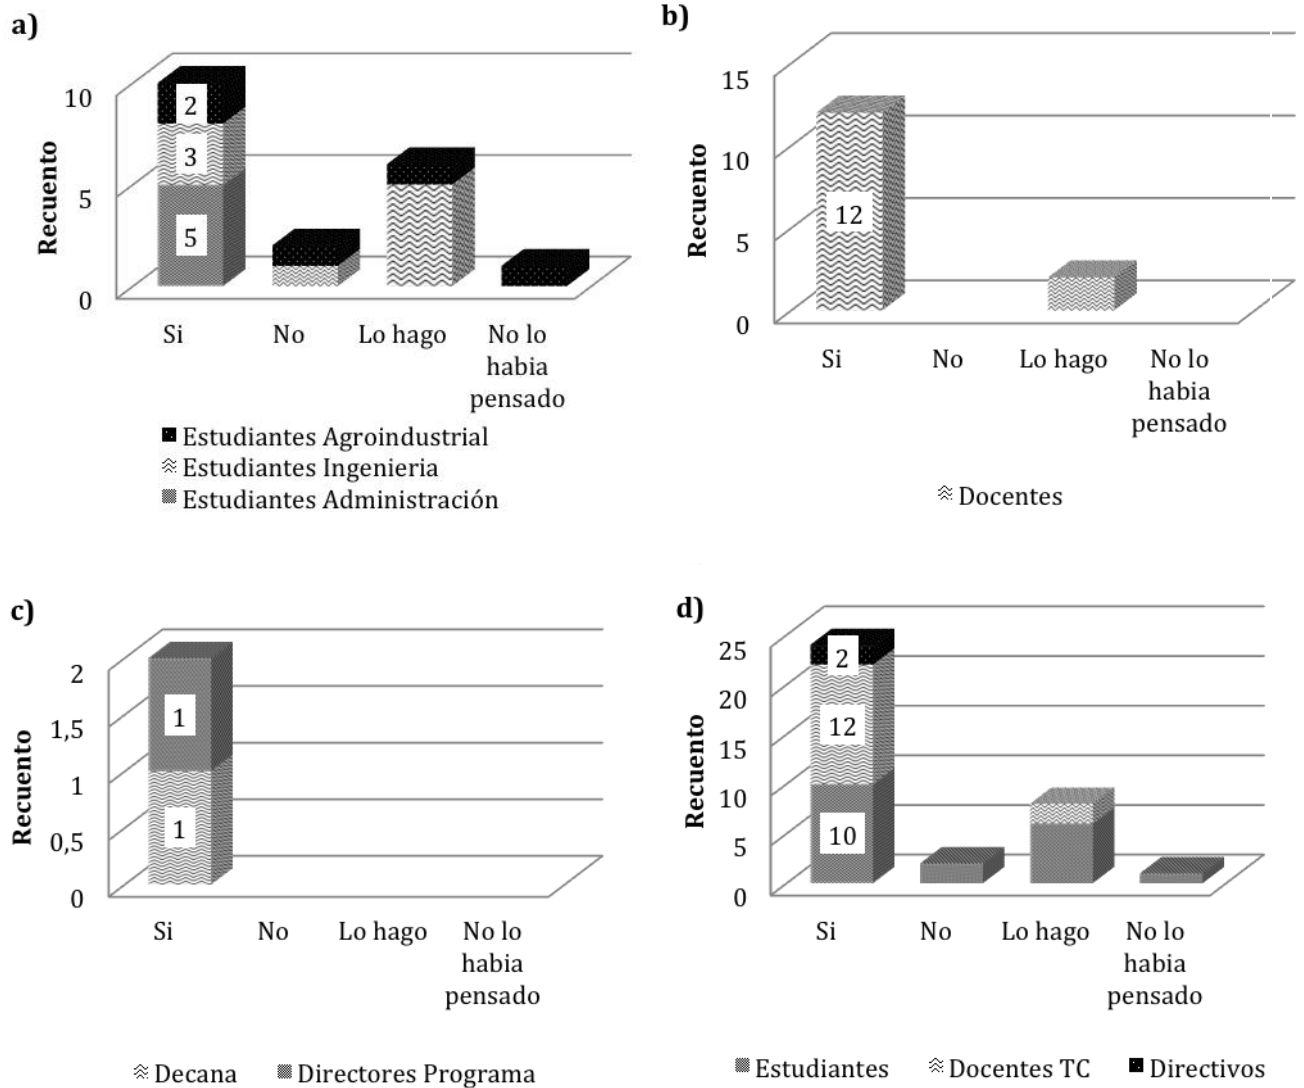 a)
Recuento
10
5
0
2
3
5
Si
No
Lo hago
No lo
habia
pensado
Estudiantes Agroindustrial
Estudiantes Ingenieria
Estudiantes Administración
b)
Recuento
15
10
5
0
12
Si
No
Lo hago
No lo
habia
pensado
Docentes
c)
Recuento
2
1,5
1
0,5
0
1
1
Si
No
Lo hago
No lo
habia
pensado
Decana
Directores Programa
d)
Recuento
25
20
15
10
5
0
2
12
10
Si
No
Lo hago
No lo
habia
pensado
Estudiantes
Docentes TC
Directivos